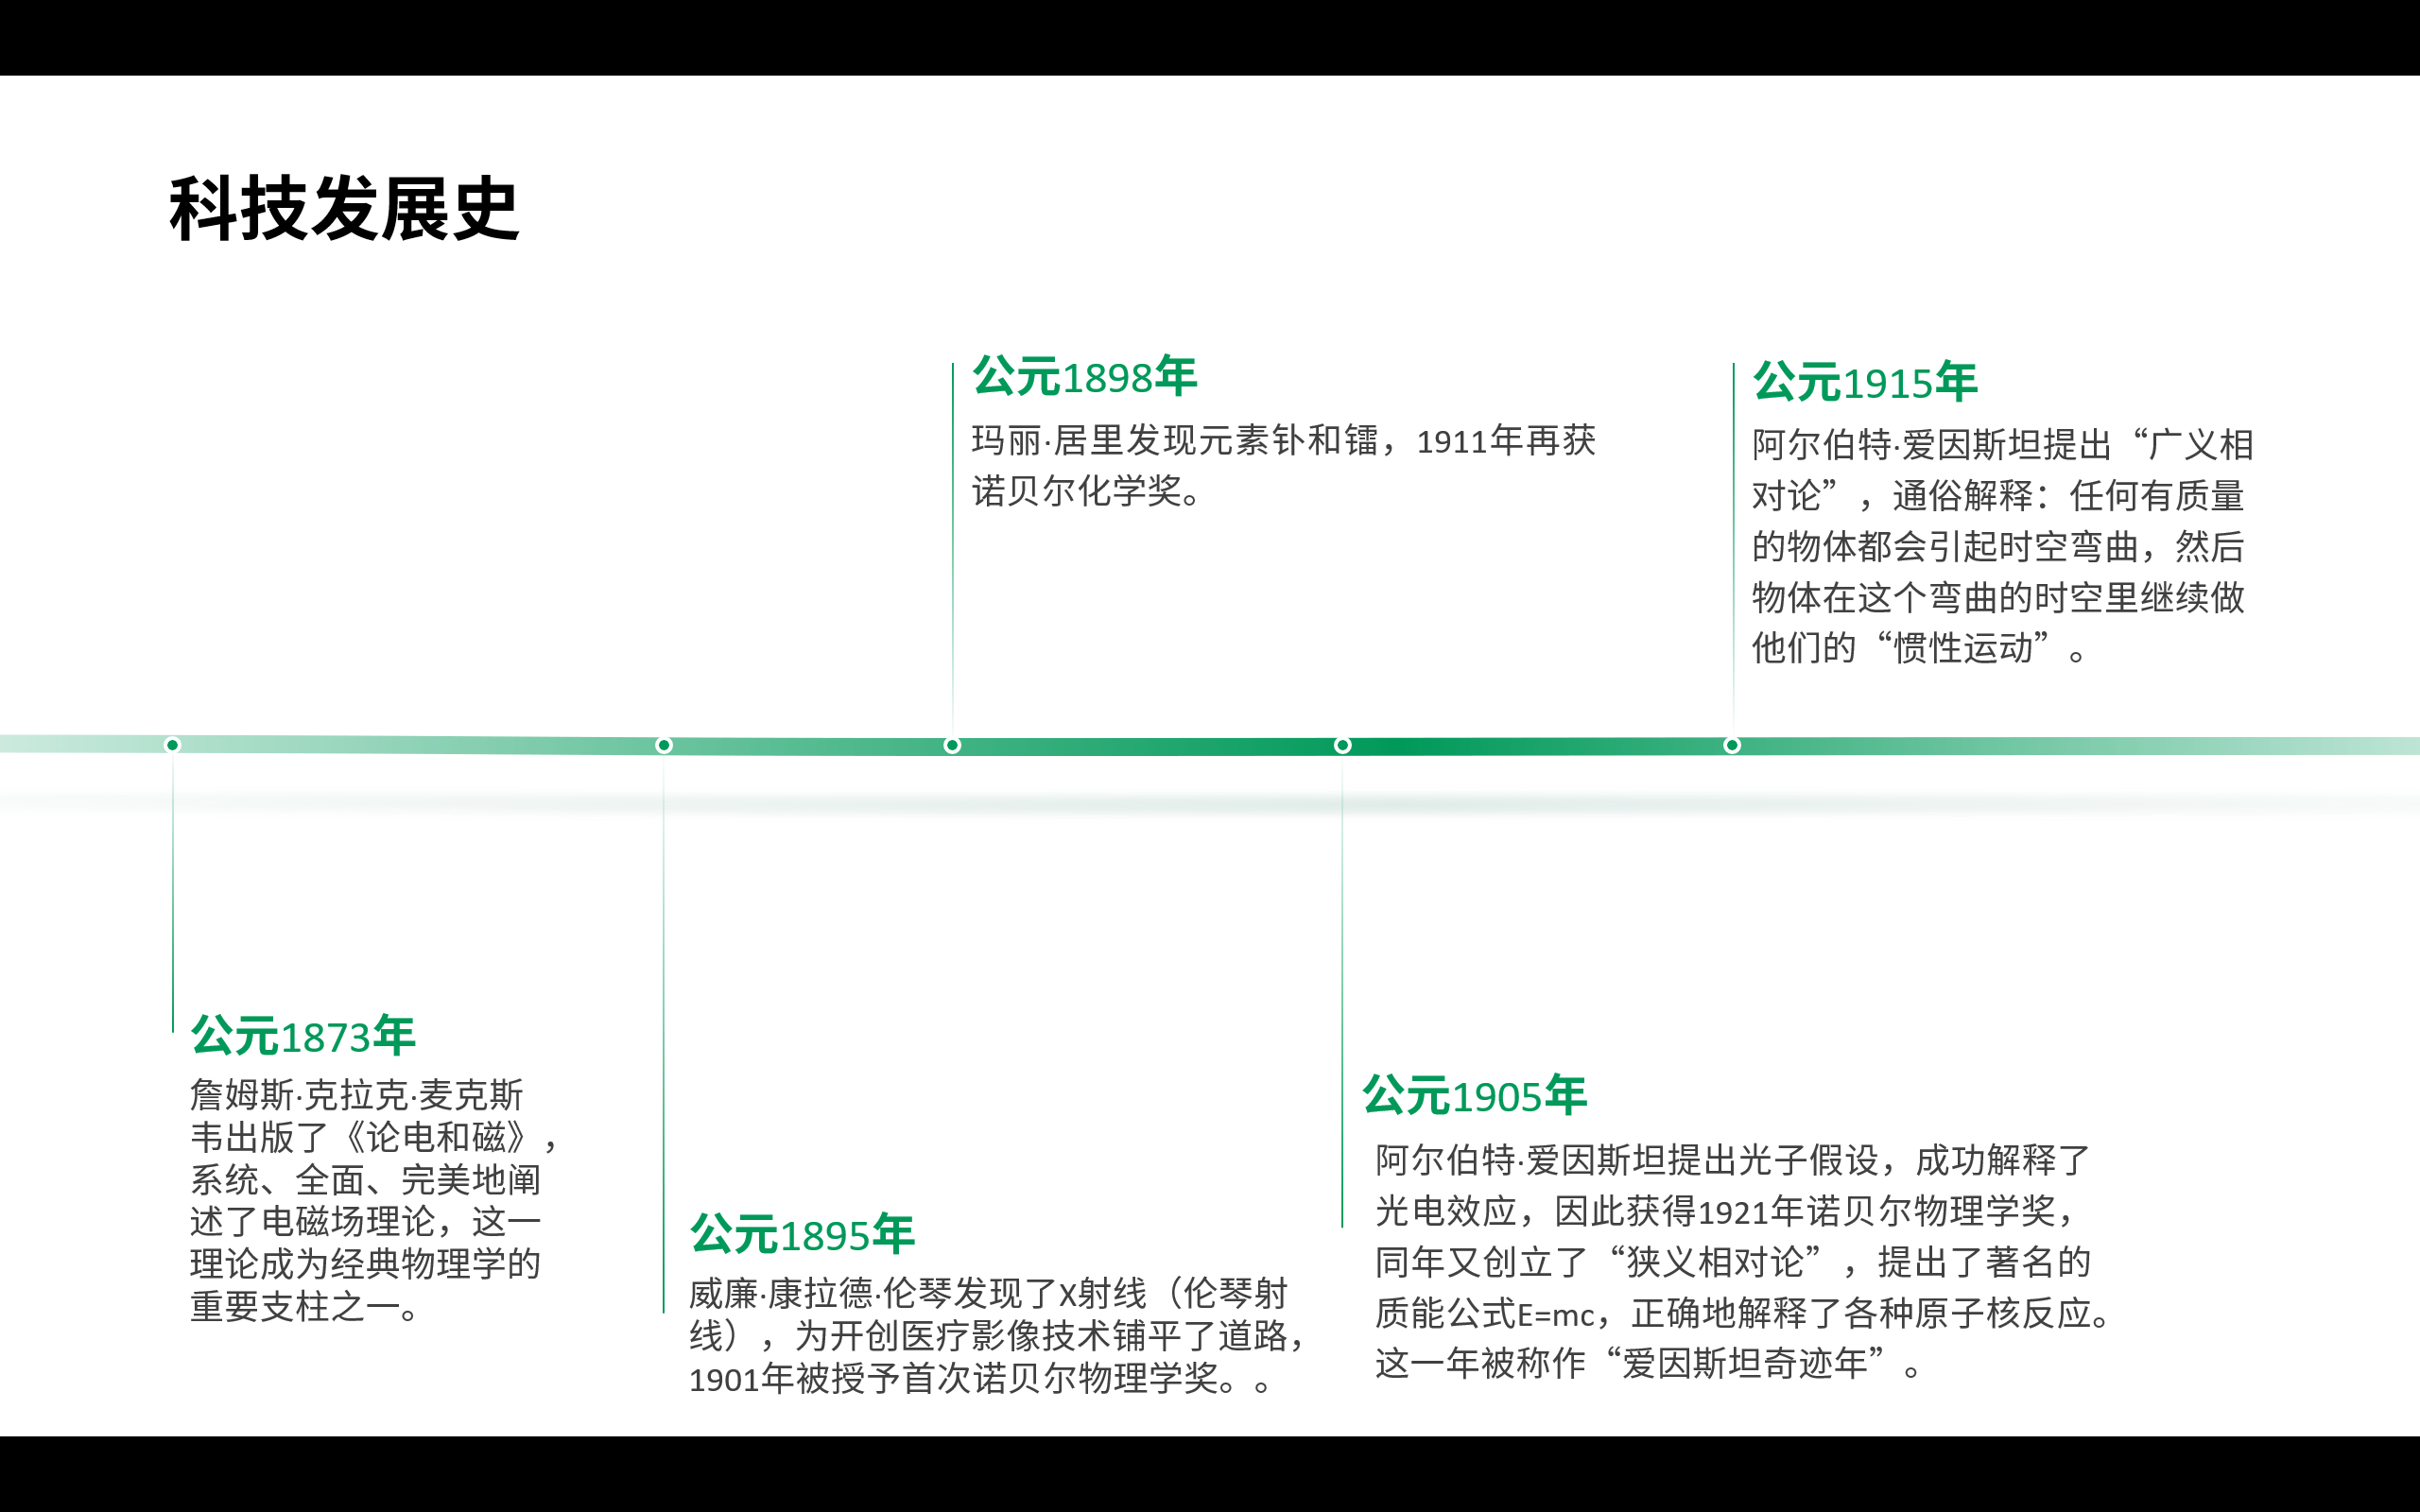 科技发展史
公元1898年
玛丽·居里发现元素钋和镭，1911年再获
诺贝尔化学奖。
公元1915年
阿尔伯特·爱因斯坦提出“广义相
对论”，通俗解释：任何有质量
的物体都会引起时空弯曲，然后
物体在这个弯曲的时空里继续做
他们的“惯性运动”。
公元1873年
詹姆斯·克拉克·麦克斯
韦出版了《论电和磁》，
系统、全面、完美地阐
述了电磁场理论，这一
理论成为经典物理学的
重要支柱之一。
公元1895年
威廉·康拉德·伦琴发现了X射线（伦琴射
线），为开创医疗影像技术铺平了道路，
1901年被授予首次诺贝尔物理学奖。。
公元1905年
阿尔伯特·爱因斯坦提出光子假设，成功解释了
光电效应，因此获得1921年诺贝尔物理学奖，
同年又创立了“狭义相对论”，提出了著名的
质能公式E=mc，正确地解释了各种原子核反应。
这一年被称作“爱因斯坦奇迹年”。